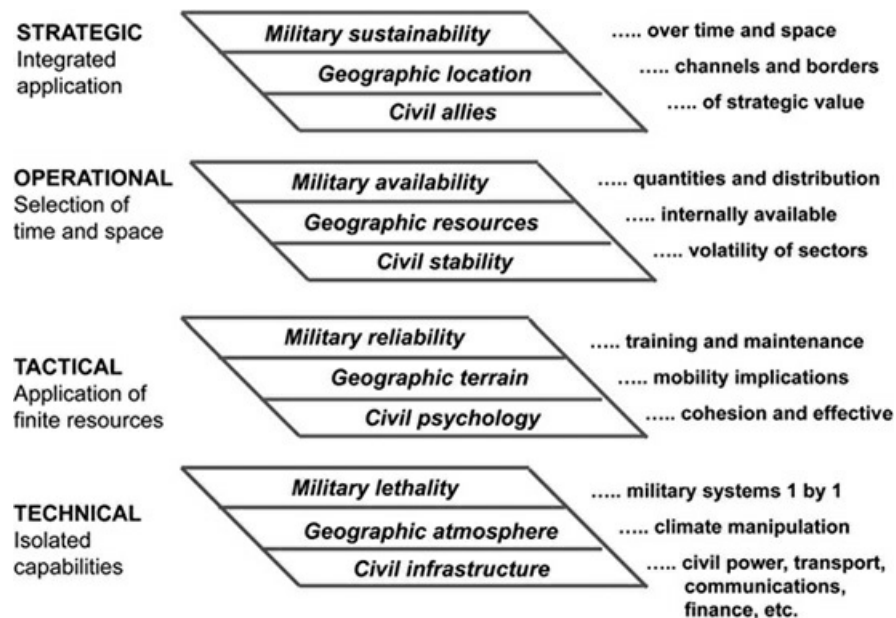 STRATEGIC
Integrated
application
Military sustainability
Geographic location
Civil allies
..... over time and space
..... channels and borders
..... of strategic value
OPERATIONAL
Selection of
time and space
Military availability
Geographic resources
Civil stability
..... quantities and distribution
..... internally available
..... volatility of sectors
TACTICAL
Application of
finite resources
Military reliability
Geographic terrain
Civil psychology
..... training and maintenance
..... mobility implications
..... cohesion and effective
TECHNICAL
Isolated
capabilities
Military lethality
Geographic atmosphere
Civil infrastructure
..... military systems 1 by 1
..... climate manipulation
..... civil power, transport,
communications,
finance, etc.